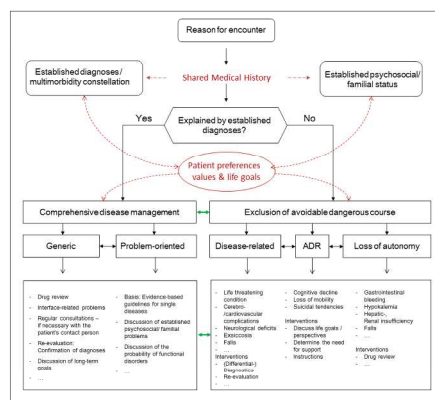 Reason for encounter
Established diagnoses/
multimorbidity constellation
Shared Medical History
Established psychosocial/
familial status
Yes
Explained by established
diagnoses?
No
Patient preferences
values & life goals
Comprehensive disease management
Exclusion of avoidable dangerous course
Generic
Problem-oriented
Disease-related
ADR
Loss of autonomy
- Drug review
- Interface-related problems
- Regular consultations –
if necessary with the
patient's contact person
- Re-evaluation:
Confirmation of diagnoses
- Discussion of long-term
goals
- ...
- Basis: Evidence-based
guidelines for single
diseases
- Discussion of established
psychosocial/familial
problems
- Discussion of the
probability of functional
disorders
- ...
- Life threatening
condition
- Cerebro-
/cardiovascular
complications
- Neurological deficits
- Exsiccosis
- Falls
- ...
Interventions
- (Differential-)
Diagnostics
- Re-evaluation
- ...
- Cognitive decline
- Loss of mobility
- Suicidal tendencies
Interventions
- Discuss life goals /
perspectives
- Determine the need
for support
- Instructions
- ...
- Gastrointestinal
bleeding
- Hypokalemia
- Hepatic-,
Renal insufficiency
- Falls
- ...
Interventions
- Drug review
- ...